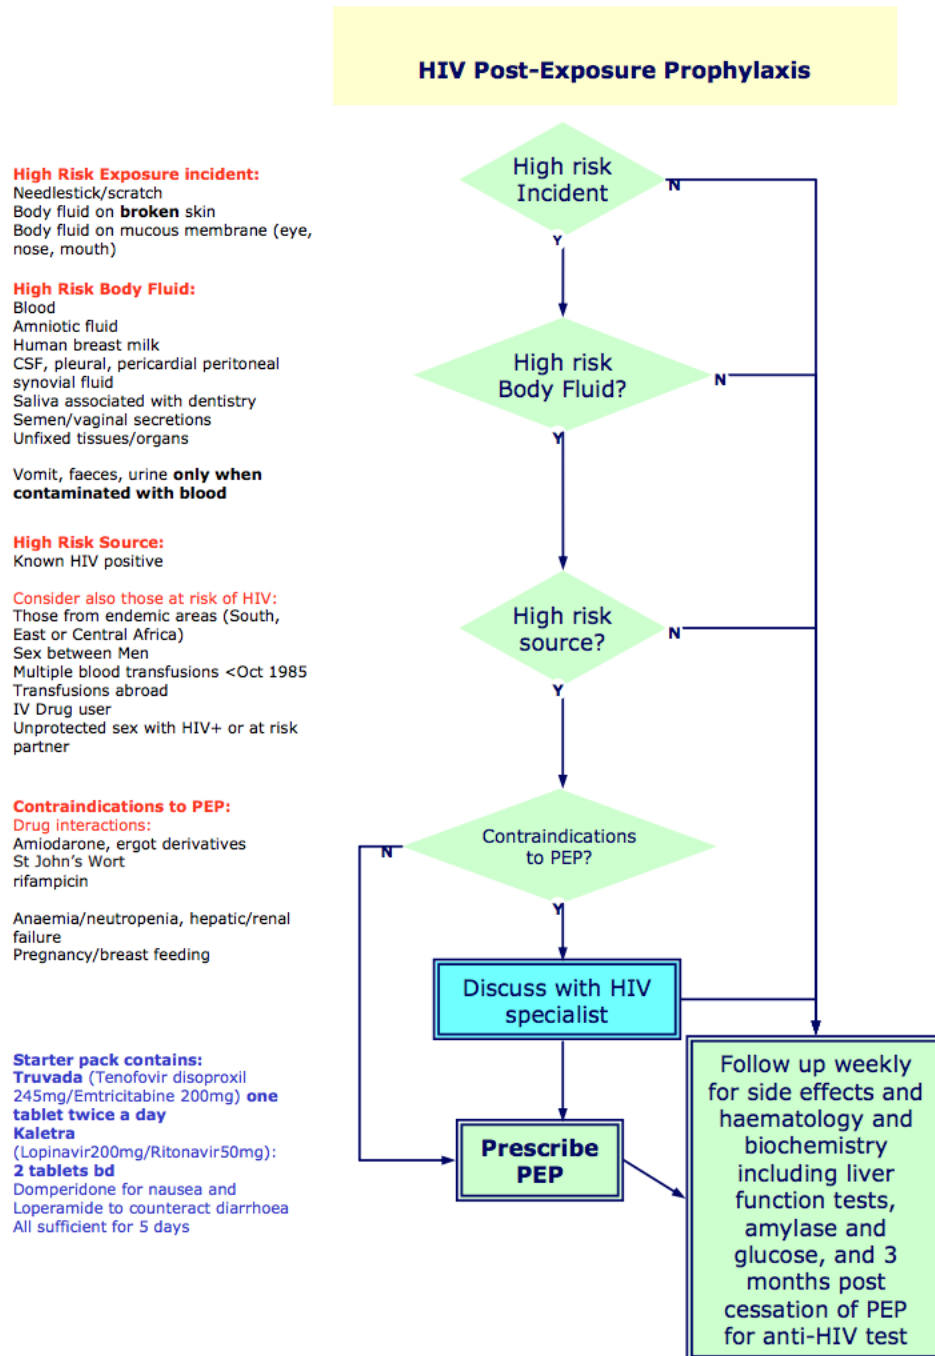 HIV Post-Exposure Prophylaxis
High Risk Exposure incident:
Needlestick/scratch
Body fluid on broken skin
Body fluid on mucous membrane (eye,
nose, mouth)
High Risk Body Fluid:
Blood
Amniotic fluid
Human breast milk
CSF, pleural, pericardial peritoneal
synovial fluid
Saliva associated with dentistry
Semen/vaginal secretions
Unfixed tissues/organs
Vomit, faeces, urine only when
contaminated with blood
High Risk Source:
Known HIV positive
Consider also those at risk of HIV:
Those from endemic areas (South,
East or Central Africa)
Sex between Men
Multiple blood transfusions <Oct 1985
Transfusions abroad
IV Drug user
Unprotected sex with HIV+ or at risk
partner
Contraindications to PEP:
Drug interactions:
Amiodarone, ergot derivatives
St John's Wort
rifampicin
Anaemia/neutropenia, hepatic/renal
failure
Pregnancy/breast feeding
Starter pack contains:
Truvada (Tenofovir disoproxil
245mg/Emtricitabine 200mg) one
tablet twice a day
Kaletra
(Lopinavir200mg/Ritonavir50mg):
2 tablets bd
Domperidone for nausea and
Loperamide to counteract diarrhoea
All sufficient for 5 days
High risk
Incident
N
Y
High risk
Body Fluid?
N
Y
High risk
source?
N
Y
Contraindications
to PEP?
N
Y
Discuss with HIV
specialist
Prescribe
PEP
Follow up weekly
for side effects and
haematology and
biochemistry
including liver
function tests,
amylase and
glucose, and 3
months post
cessation of PEP
for anti-HIV test